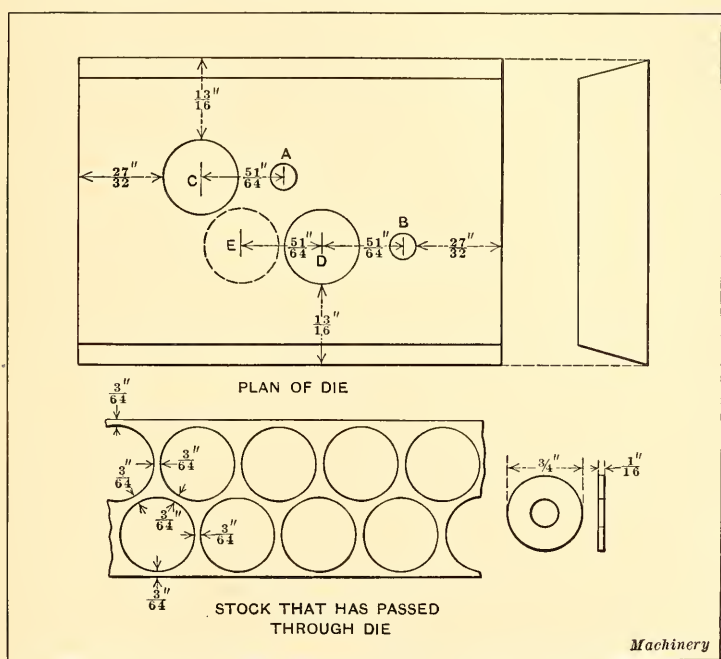 13/16"
A
27/32"
C
51/64"
B
E
51/64"
D
51/64"
27/32"
13/16"
PLAN OF DIE
3/64"
3/64"
3/64"
3/64"
3/64"
3/64"
3/4"
1/16"
STOCK THAT HAS PASSED
THROUGH DIE
Machinery